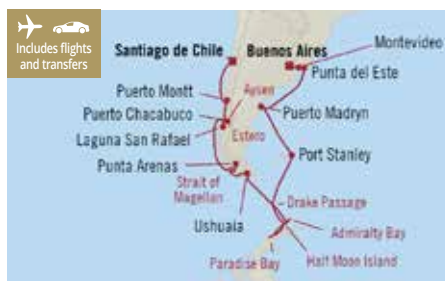 Includes flights
and transfers
Santiago de Chile
Buenos Aires
Montevideo
Punta del Este
Puerto Montt
Aysen
Puerto Chacabuco
Puerto Madryn
Laguna San Rafael
Estero
Punta Arenas
Port Stanley
Strait of
Magellan
Drake Passage
Ushuaia
Admiralty Bay
Paradise Bay
Half Moon Island